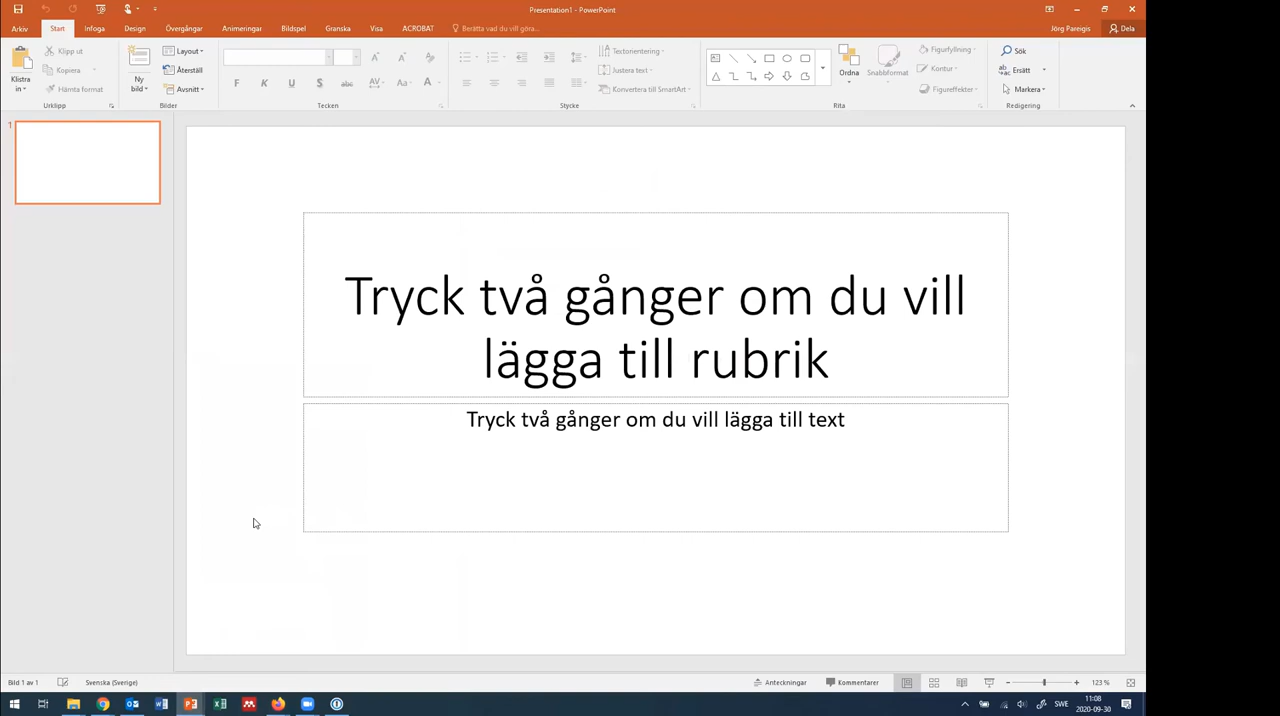 Presentation1 - PowerPoint
Arkiv Start Infoga Design Övergångar Animeringar Bildspel Granska Visa ACROBAT Berätta vad du vill göra... Jörg Pareigis Dela
Klistra in
Klipp ut
Kopiera
Hämta format
Urklipp
Ny bild
Layout
Återställ
Avsnitt
Bilder
F K U S abc AV Aa A
Tecken
Textorientering
Justera text
Konvertera till SmartArt
Stycke
Ordna
Snabbformat
Figurfyllning
Kontur
Figureffekter
Rita
Sök
Ersätt
Markera
Redigering
1
Tryck två gånger om du vill
lägga till rubrik
Tryck två gånger om du vill lägga till text
Bild 1 av 1 Svenska (Sverige) Anteckningar Kommentarer 123 %
SWE
11:08
2020-09-30